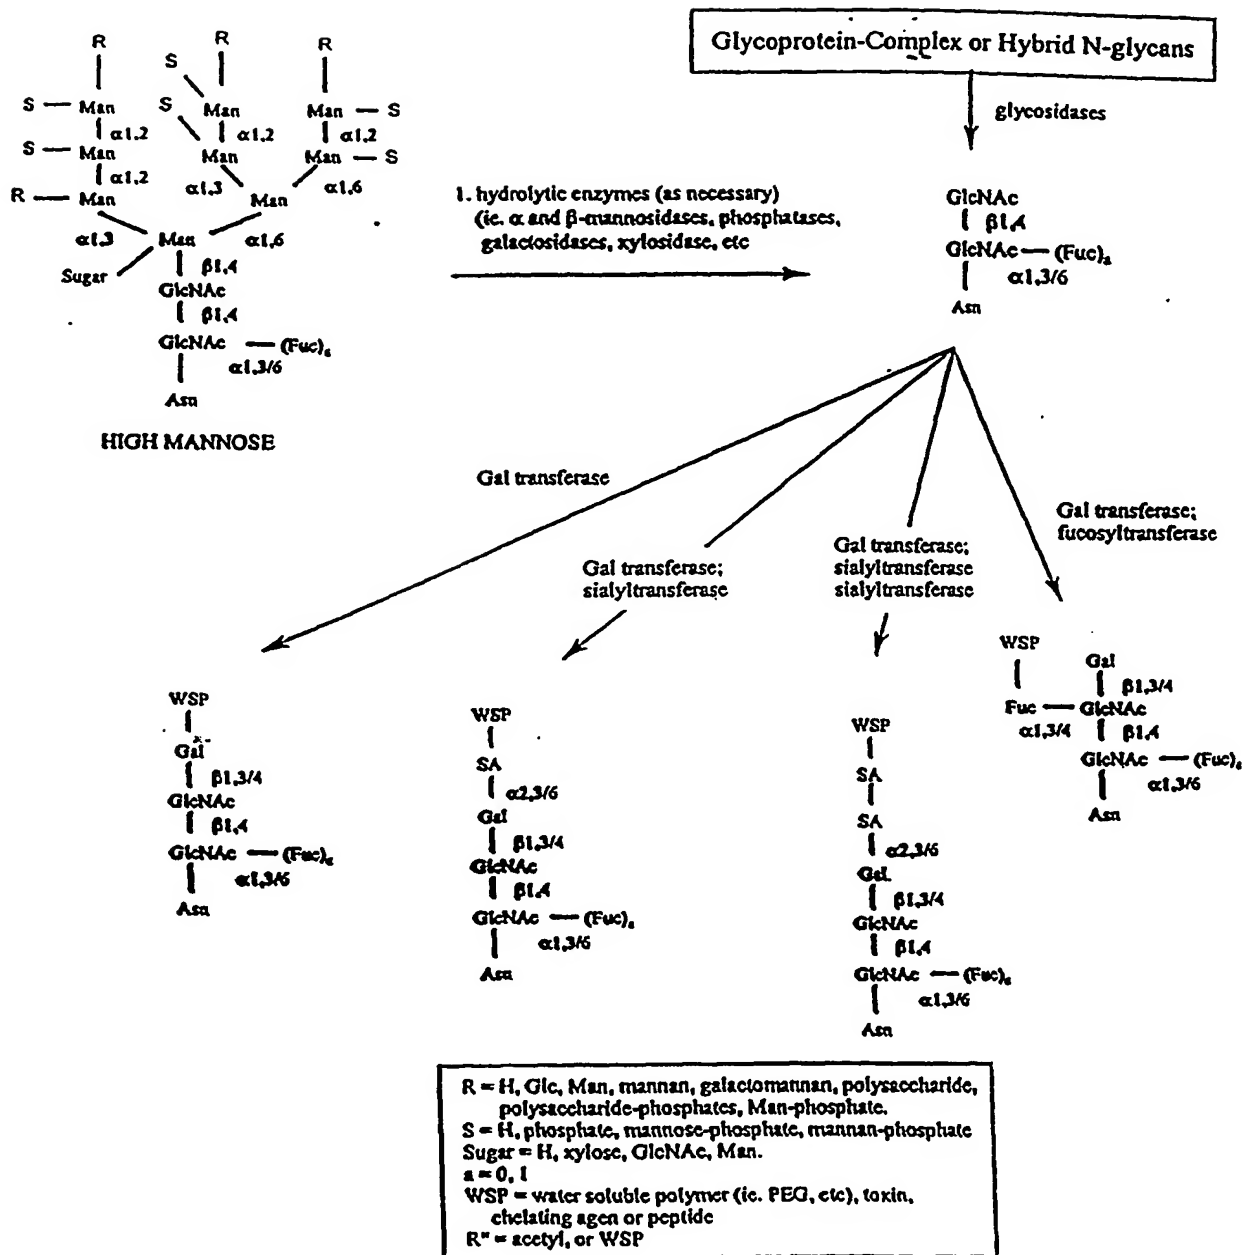 Glycoprotein-Complex or Hybrid N-glycans
glycosidases
R R R
S
S — Man S Man Man — S
α1,2 α1,2 α1,2
S — Man Man Man — S
α1,2 α1,3 α1,6
R — Man Man
α1,3 Man α1,6
Sugar β1,4
GlcNAc
β1,4
GlcNAc — (Fuc)a
α1,3/6
Asn
HIGH MANNOSE
1. hydrolytic enzymes (as necessary)
(ie. α and β-mannosidases, phosphatases,
galactosidases, xylosidase, etc
GlcNAc
β1,4
GlcNAc — (Fuc)a
α1,3/6
Asn
Gal transferase
Gal transferase;
sialyltransferase
Gal transferase;
sialyltransferase
sialyltransferase
Gal transferase;
fucosyltransferase
WSP
Gal
β1,3/4
GlcNAc
β1,4
GlcNAc — (Fuc)a
α1,3/6
Asn
WSP
SA
α2,3/6
Gal
β1,3/4
GlcNAc
β1,4
GlcNAc — (Fuc)a
α1,3/6
Asn
WSP
SA
SA
α2,3/6
Gal
β1,3/4
GlcNAc
β1,4
GlcNAc — (Fuc)a
α1,3/6
Asn
WSP Gal
β1,3/4
Fuc — GlcNAc
α1,3/4 β1,4
GlcNAc — (Fuc)a
α1,3/6
Asn
R = H, Glc, Man, mannan, galactomannan, polysaccharide,
polysaccharide-phosphates, Man-phosphate.
S = H, phosphate, mannose-phosphate, mannan-phosphate
Sugar = H, xylose, GlcNAc, Man.
a = 0, 1
WSP = water soluble polymer (ie. PEG, etc), toxin,
chelating agen or peptide
R" = acetyl, or WSP